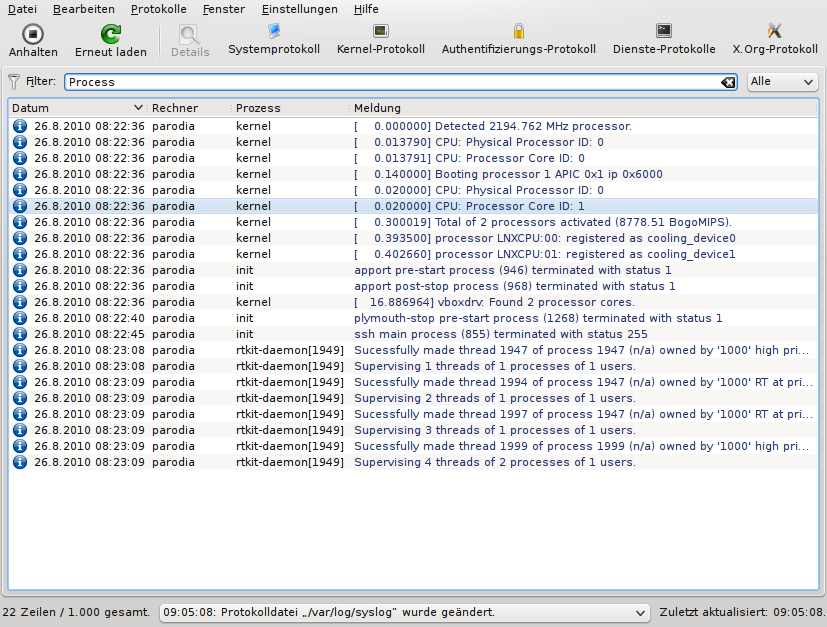 Datei Bearbeiten Protokolle Fenster Einstellungen Hilfe
Anhalten Erneut laden Details Systemprotokoll Kernel-Protokoll Authentifizierungs-Protokoll Dienste-Protokolle X.Org-Protokoll
Filter: Process Alle
Datum Rechner Prozess Meldung
26.8.2010 08:22:36 parodia kernel [ 0.000000] Detected 2194.762 MHz processor.
26.8.2010 08:22:36 parodia kernel [ 0.013790] CPU: Physical Processor ID: 0
26.8.2010 08:22:36 parodia kernel [ 0.013791] CPU: Processor Core ID: 0
26.8.2010 08:22:36 parodia kernel [ 0.140000] Booting processor 1 APIC 0x1 ip 0x6000
26.8.2010 08:22:36 parodia kernel [ 0.020000] CPU: Physical Processor ID: 0
26.8.2010 08:22:36 parodia kernel [ 0.020000] CPU: Processor Core ID: 1
26.8.2010 08:22:36 parodia kernel [ 0.300019] Total of 2 processors activated (8778.51 BogoMIPS).
26.8.2010 08:22:36 parodia kernel [ 0.393500] processor LNXCPU:00: registered as cooling_device0
26.8.2010 08:22:36 parodia kernel [ 0.402660] processor LNXCPU:01: registered as cooling_device1
26.8.2010 08:22:36 parodia init apport pre-start process (946) terminated with status 1
26.8.2010 08:22:36 parodia init apport post-stop process (968) terminated with status 1
26.8.2010 08:22:36 parodia kernel [ 16.886964] vboxdrv: Found 2 processor cores.
26.8.2010 08:22:40 parodia init plymouth-stop pre-start process (1268) terminated with status 1
26.8.2010 08:22:45 parodia init ssh main process (855) terminated with status 255
26.8.2010 08:23:08 parodia rtkit-daemon[1949] Sucessfully made thread 1947 of process 1947 (n/a) owned by '1000' high pri...
26.8.2010 08:23:08 parodia rtkit-daemon[1949] Supervising 1 threads of 1 processes of 1 users.
26.8.2010 08:23:09 parodia rtkit-daemon[1949] Sucessfully made thread 1994 of process 1947 (n/a) owned by '1000' RT at pri...
26.8.2010 08:23:09 parodia rtkit-daemon[1949] Supervising 2 threads of 1 processes of 1 users.
26.8.2010 08:23:09 parodia rtkit-daemon[1949] Sucessfully made thread 1997 of process 1947 (n/a) owned by '1000' RT at pri...
26.8.2010 08:23:09 parodia rtkit-daemon[1949] Supervising 3 threads of 1 processes of 1 users.
26.8.2010 08:23:09 parodia rtkit-daemon[1949] Sucessfully made thread 1999 of process 1999 (n/a) owned by '1000' high pri...
26.8.2010 08:23:09 parodia rtkit-daemon[1949] Supervising 4 threads of 2 processes of 1 users.
22 Zeilen / 1.000 gesamt. 09:05:08: Protokolldatei „/var/log/syslog“ wurde geändert. Zuletzt aktualisiert: 09:05:08.